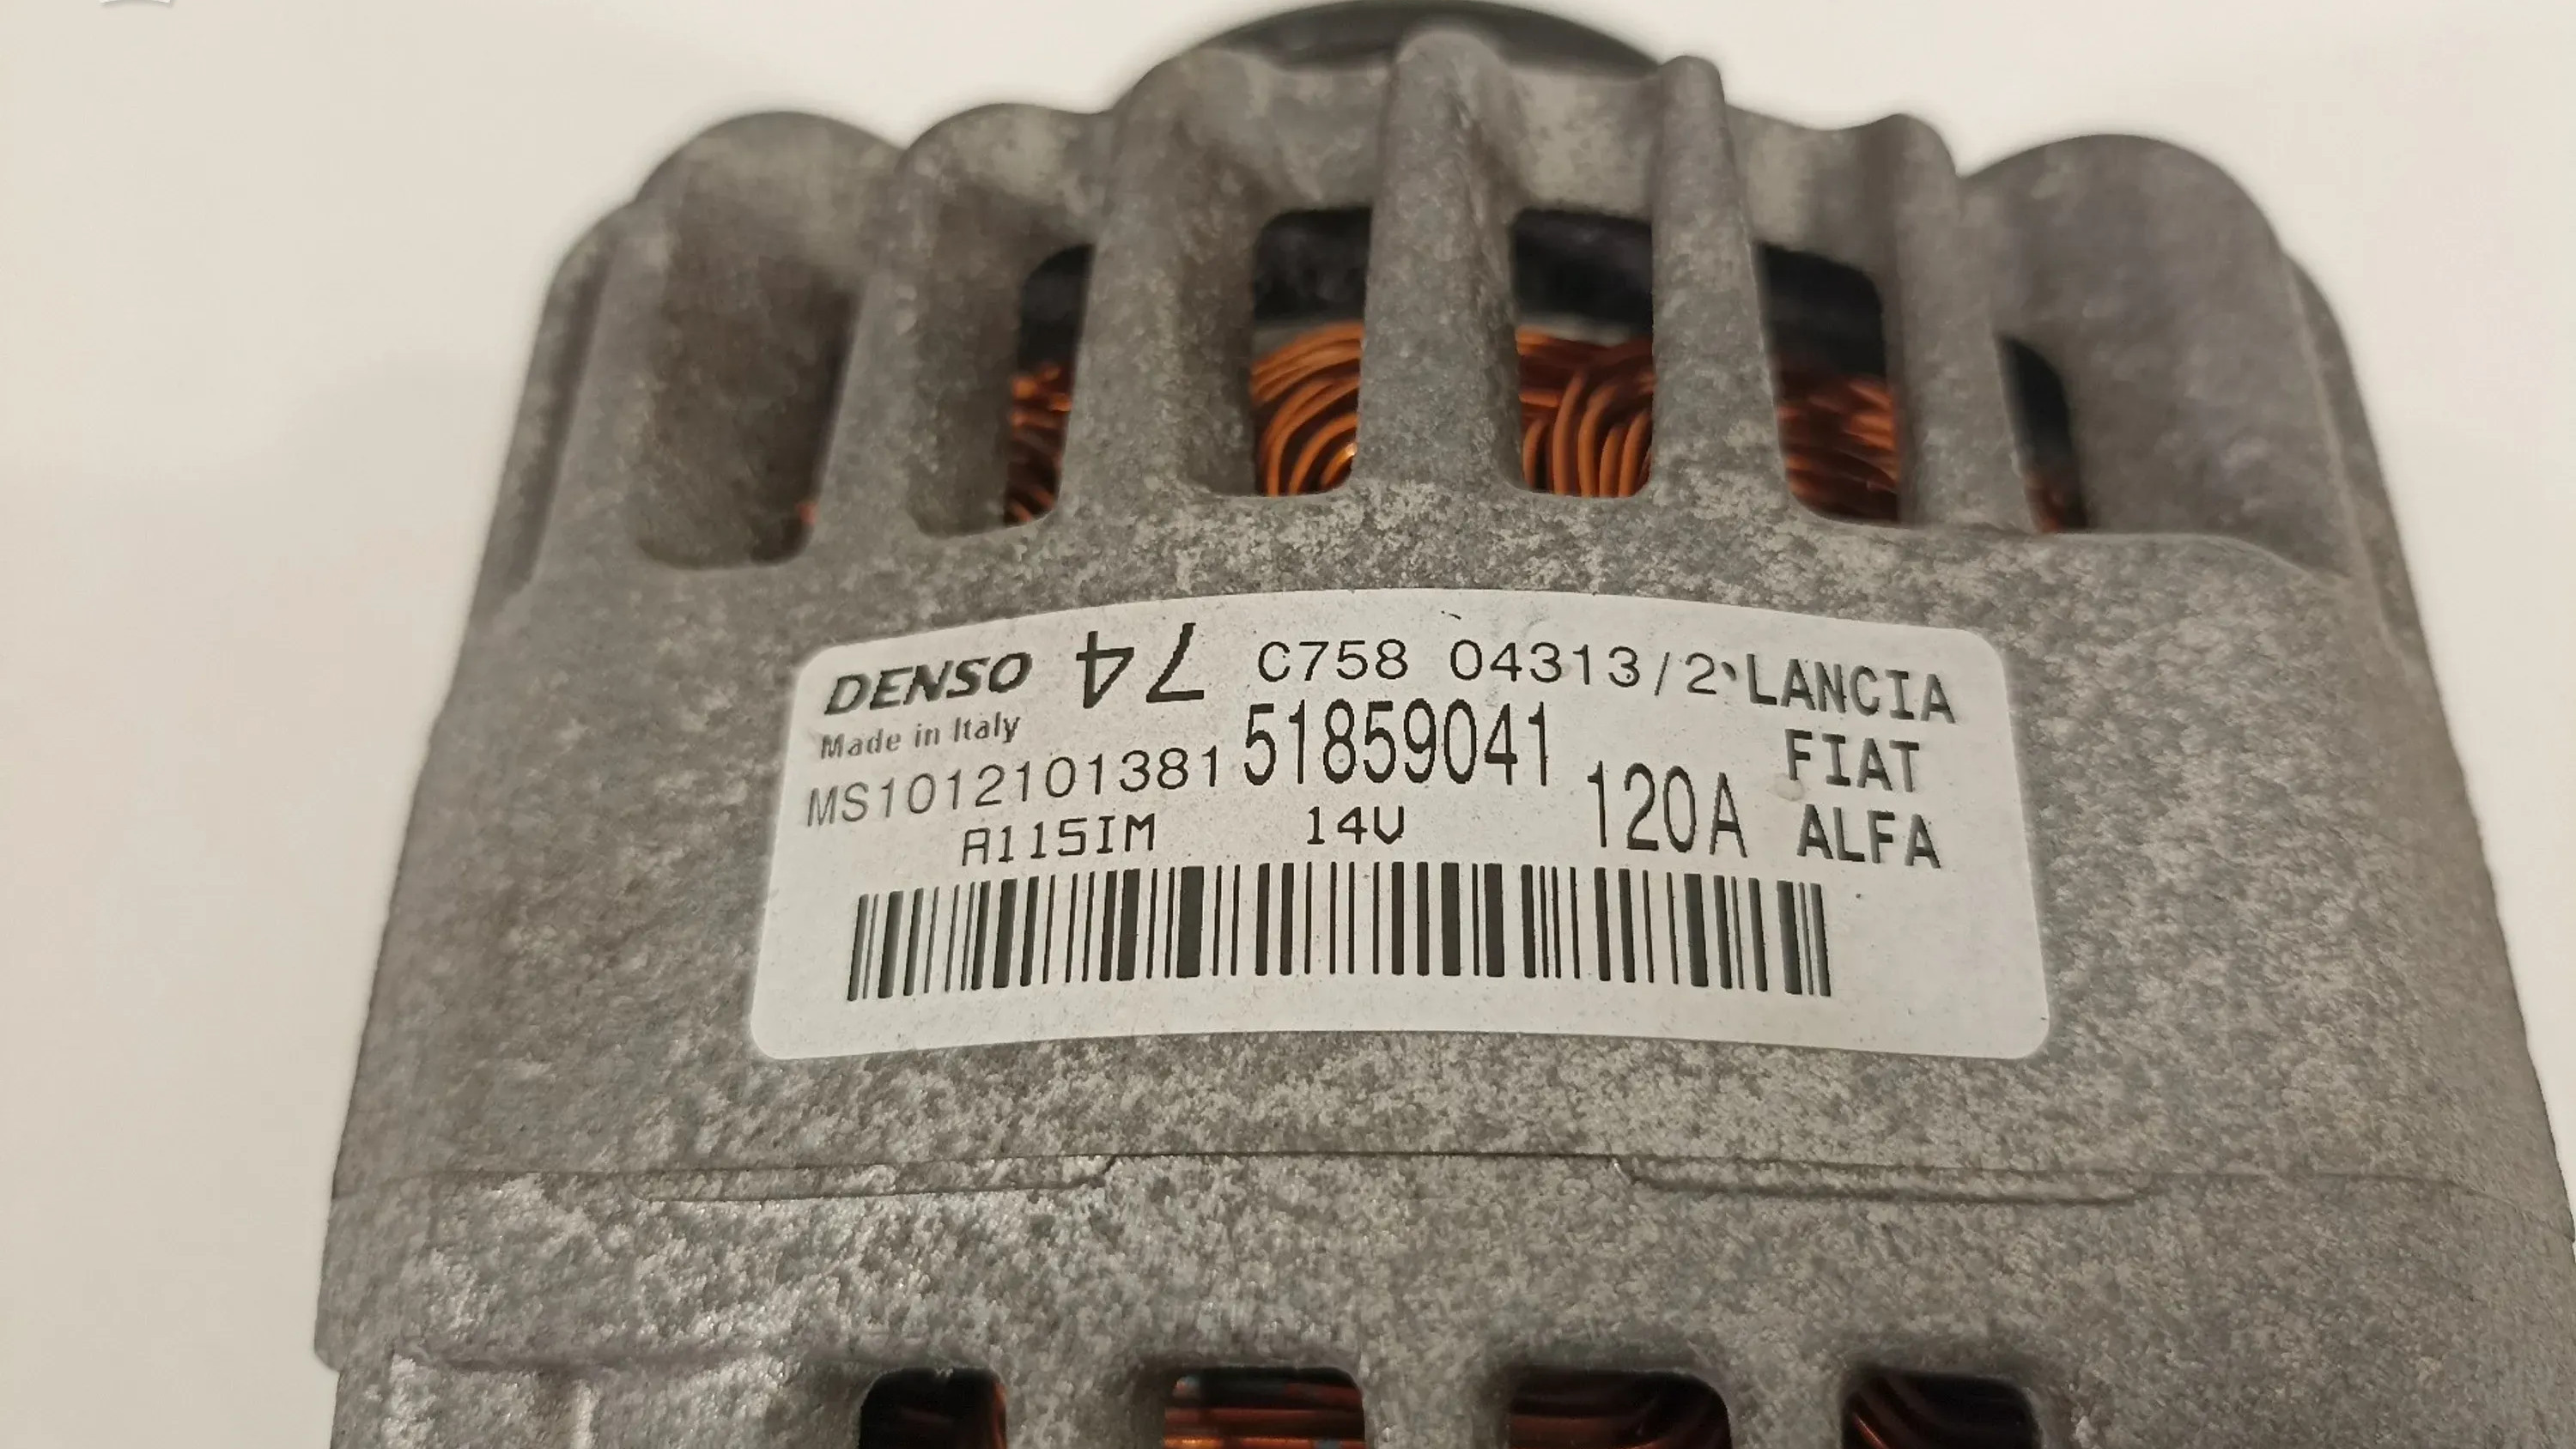 DENSO 74 C758 04313/2 LANCIA
Made in Italy 51859041 FIAT
MS1012101381 120A ALFA
A115IM 14V